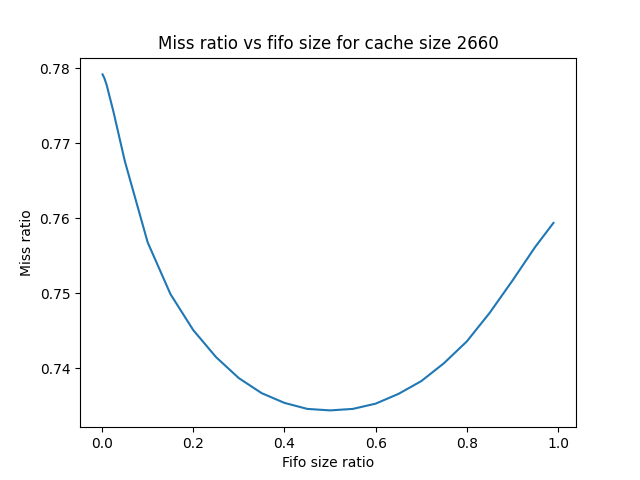 Miss ratio vs fifo size for cache size 2660
0.78
0.77
0.76
0.75
0.74
Miss ratio
0.0 0.2 0.4 0.6 0.8 1.0
Fifo size ratio